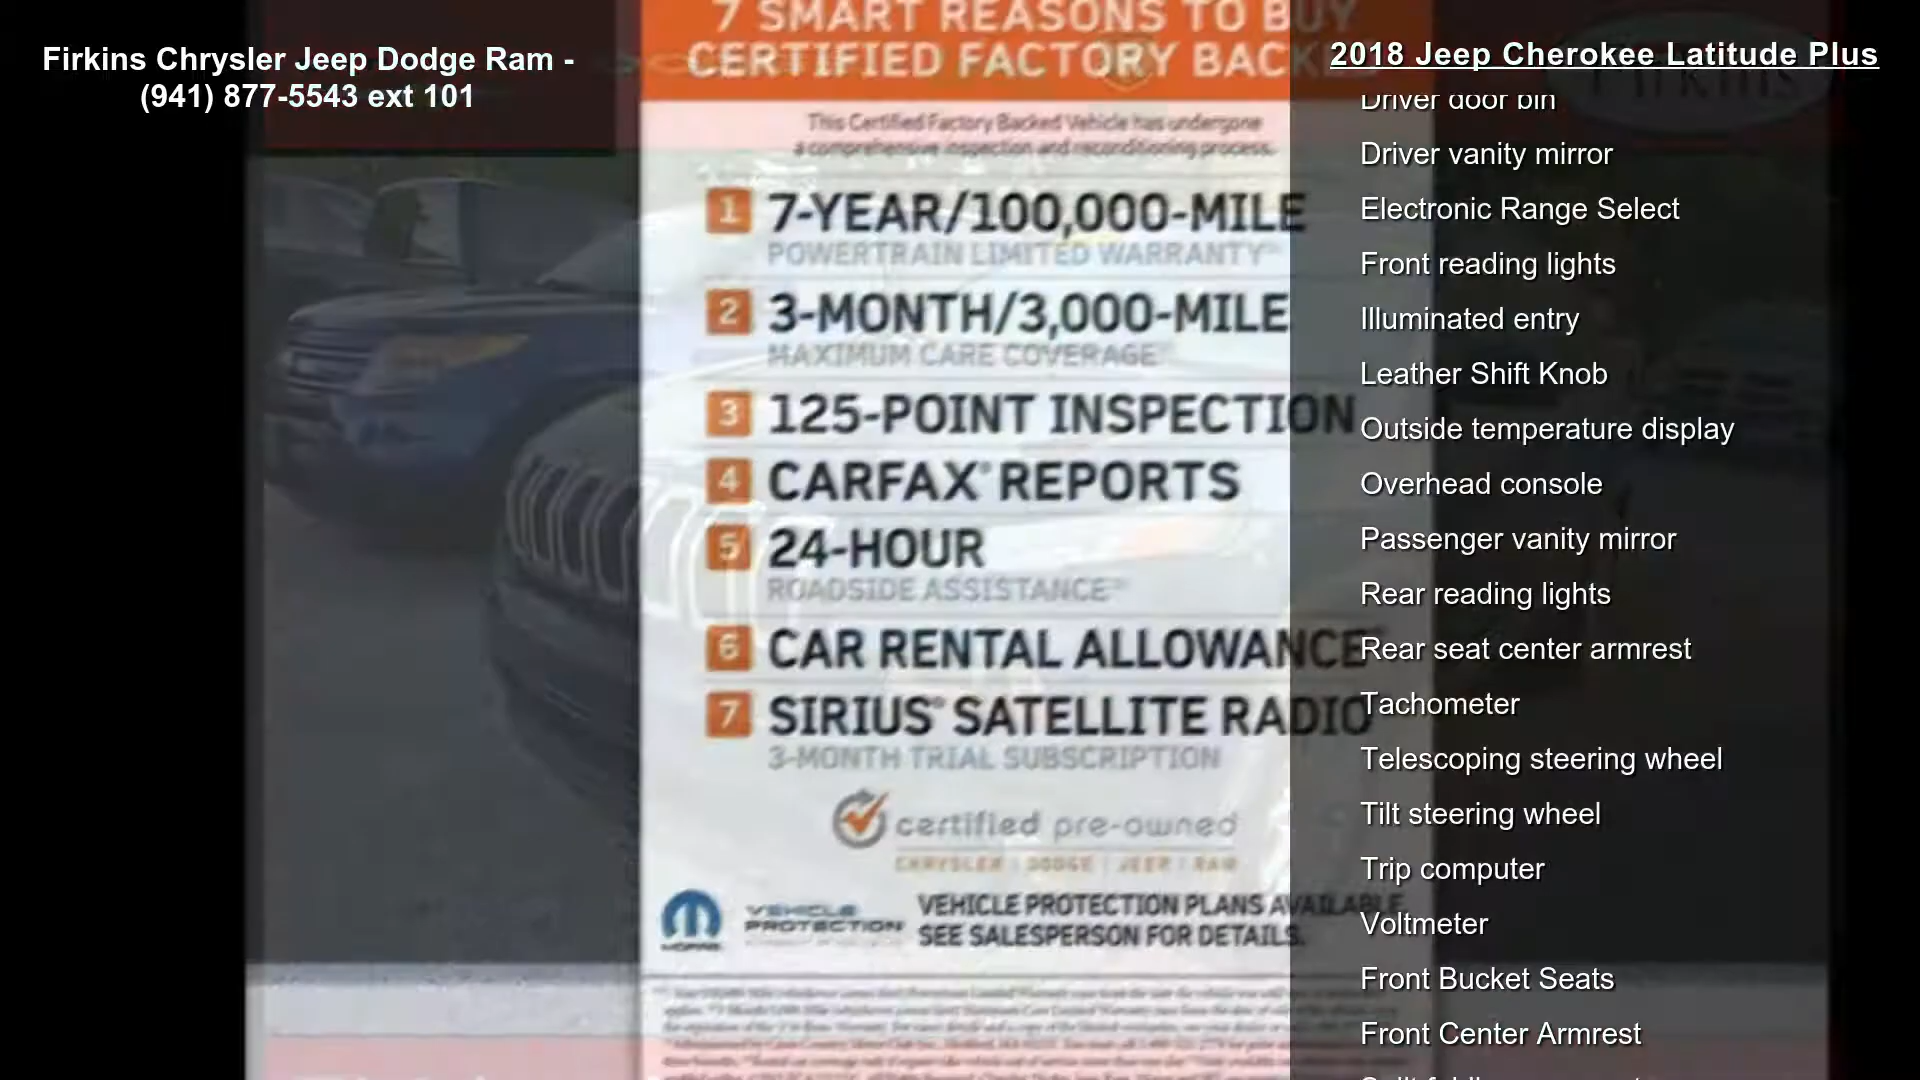 Firkins Chrysler Jeep Dodge Ram -
(941) 877-5543 ext 101
7 SMART REASONS TO BUY
CERTIFIED FACTORY BACKED
This Certified Factory Backed Vehicle has undergone
a comprehensive inspection and reconditioning process.
1 7-YEAR/100,000-MILE
POWERTRAIN LIMITED WARRANTY
2 3-MONTH/3,000-MILE
MAXIMUM CARE COVERAGE
3 125-POINT INSPECTION
4 CARFAX® REPORTS
5 24-HOUR
ROADSIDE ASSISTANCE
6 CAR RENTAL ALLOWANCE
7 SIRIUS® SATELLITE RADIO
3-MONTH TRIAL SUBSCRIPTION
certified pre-owned
CHRYSLER | DODGE | JEEP | RAM
MOPAR
VEHICLE
PROTECTION
VEHICLE PROTECTION PLANS AVAILABLE.
SEE SALESPERSON FOR DETAILS.
2018 Jeep Cherokee Latitude Plus
Firkins
Driver door bin
Driver vanity mirror
Electronic Range Select
Front reading lights
Illuminated entry
Leather Shift Knob
Outside temperature display
Overhead console
Passenger vanity mirror
Rear reading lights
Rear seat center armrest
Tachometer
Telescoping steering wheel
Tilt steering wheel
Trip computer
Voltmeter
Front Bucket Seats
Front Center Armrest